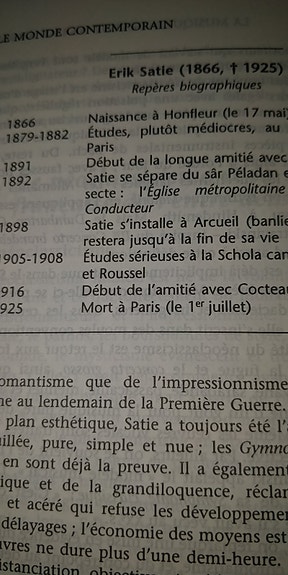 LE MONDE CONTEMPORAIN
Erik Satie (1866, † 1925)
Repères biographiques
1866 Naissance à Honfleur (le 17 mai)
1879-1882 Études, plutôt médiocres, au
Paris
1891 Début de la longue amitié avec
1892 Satie se sépare du sâr Péladan e
secte : l'Église métropolitaine
Conducteur
1898 Satie s'installe à Arcueil (banlie
restera jusqu'à la fin de sa vie
1905-1908 Études sérieuses à la Schola can
et Roussel
916 Début de l'amitié avec Cocteau
925 Mort à Paris (le 1er juillet)
omantisme que de l'impressionnisme
ne au lendemain de la Première Guerre.
plan esthétique, Satie a toujours été l'a
uillée, pure, simple et nue ; les Gymno
en sont déjà la preuve. Il a également
ique et de la grandiloquence, réclam
et acéré qui refuse les développemen
délayages ; l'économie des moyens est
uvres ne dure plus d'une demi-heure.
istanciation, objective